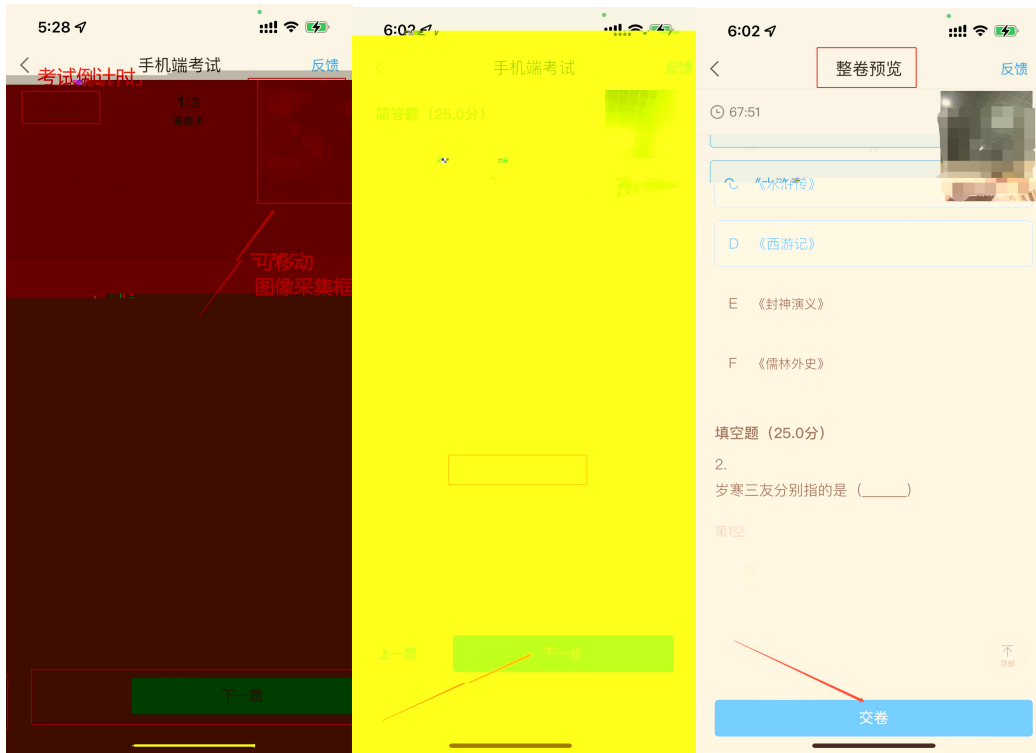 5:28
手机端考试
反馈
考试倒计时
1/3
答题卡
可移动
图像采集框
下一题
6:02
手机端考试
反馈
简答题（25.0分）
上一题
下一步
6:02
整卷预览
反馈
67:51
《水浒传》
D 《西游记》
E 《封神演义》
F 《儒林外史》
填空题（25.0分）
2.
岁寒三友分别指的是（______）
第1空
顶部
交卷